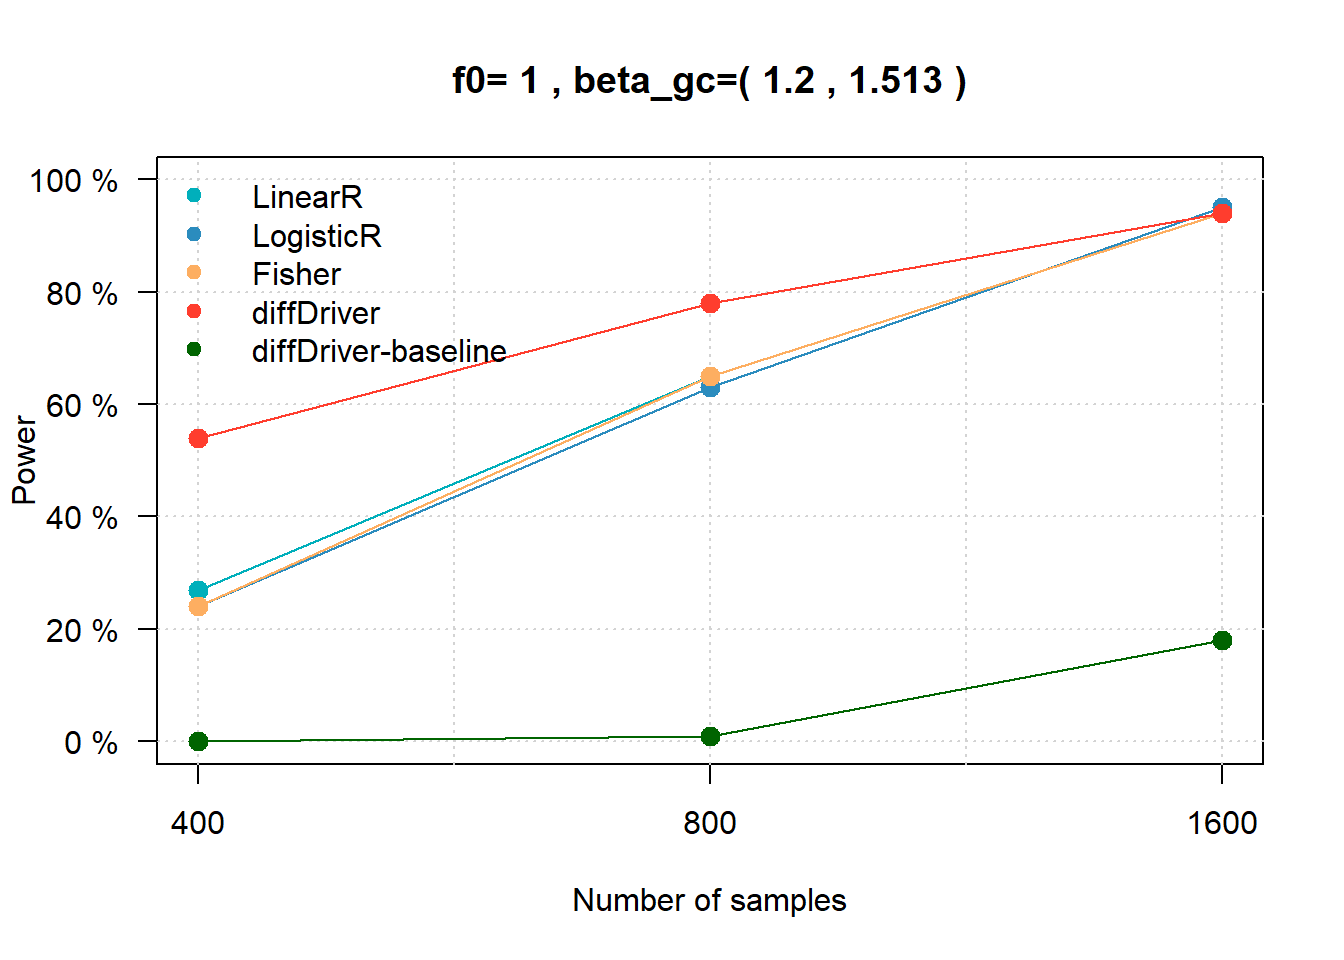 f0= 1 , beta_gc=( 1.2 , 1.513 )
100 %
80 %
60 %
40 %
20 %
0 %
Power
LinearR
LogisticR
Fisher
diffDriver
diffDriver-baseline
400
800
1600
Number of samples